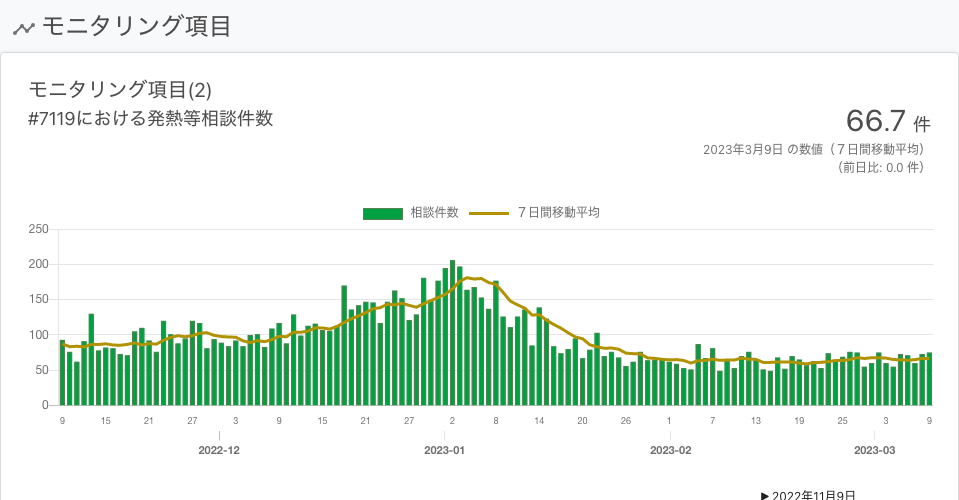 モニタリング項目
モニタリング項目(2)
#7119における発熱等相談件数
66.7 件
2023年3月9日 の数値（７日間移動平均）
（前日比: 0.0 件）
相談件数 ７日間移動平均
250
200
150
100
50
0
9 15 21 27 3 9 15 21 27 2 8 14 20 26 1 7 13 19 25 3 9
2022-12 2023-01 2023-02 2023-03
▶ 2022年11月9日